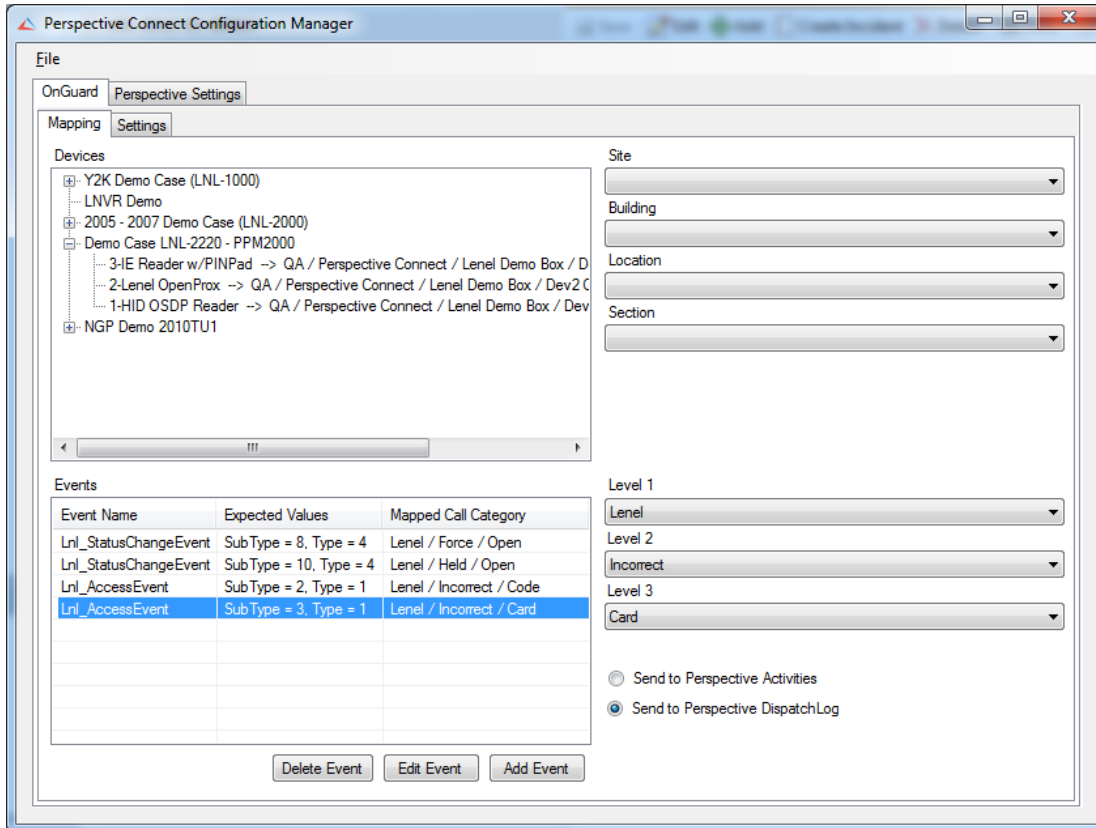 Perspective Connect Configuration Manager
File
OnGuard Perspective Settings
Mapping Settings
Devices
Y2K Demo Case (LNL-1000)
LNVR Demo
2005 - 2007 Demo Case (LNL-2000)
Demo Case LNL-2220 - PPM2000
3-IE Reader w/PINPad --> QA / Perspective Connect / Lenel Demo Box / D
2-Lenel OpenProx --> QA / Perspective Connect / Lenel Demo Box / Dev2 C
1-HID OSDP Reader --> QA / Perspective Connect / Lenel Demo Box / Dev
NGP Demo 2010TU1
Site
Building
Location
Section
Events
Event Name Expected Values Mapped Call Category
Lnl_StatusChangeEvent SubType = 8, Type = 4 Lenel / Force / Open
Lnl_StatusChangeEvent SubType = 10, Type = 4 Lenel / Held / Open
Lnl_AccessEvent SubType = 2, Type = 1 Lenel / Incorrect / Code
Lnl_AccessEvent SubType = 3, Type = 1 Lenel / Incorrect / Card
Delete Event Edit Event Add Event
Level 1
Lenel
Level 2
Incorrect
Level 3
Card
Send to Perspective Activities
Send to Perspective DispatchLog